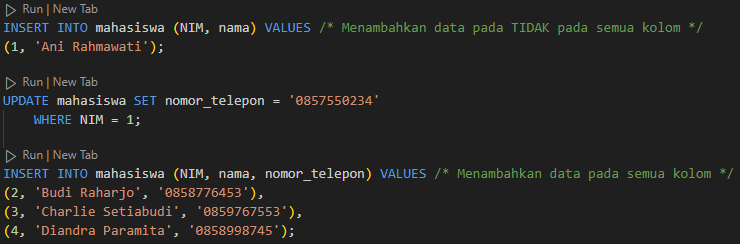 Run | New Tab
INSERT INTO mahasiswa (NIM, nama) VALUES /* Menambahkan data pada TIDAK pada semua kolom */
(1, 'Ani Rahmawati');
Run | New Tab
UPDATE mahasiswa SET nomor_telepon = '0857550234'
WHERE NIM = 1;
Run | New Tab
INSERT INTO mahasiswa (NIM, nama, nomor_telepon) VALUES /* Menambahkan data pada semua kolom */
(2, 'Budi Raharjo', '0858776453'),
(3, 'Charlie Setiabudi', '0859767553'),
(4, 'Diandra Paramita', '0858998745');